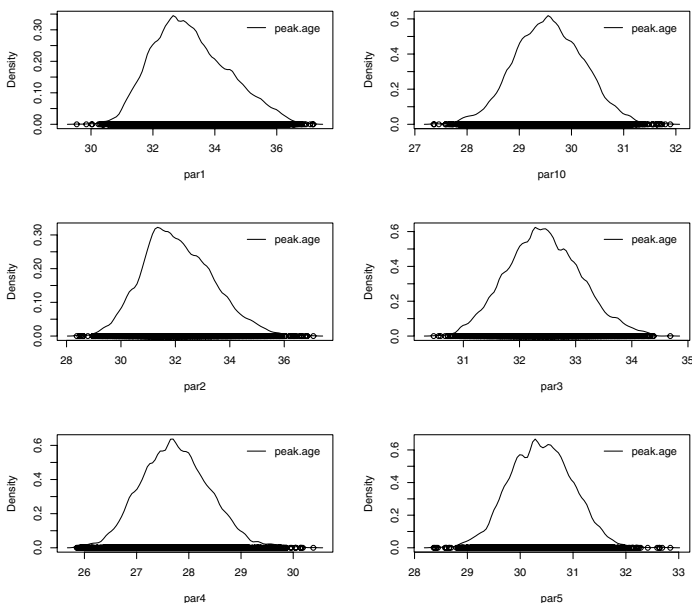 Density
0.00 0.10 0.20 0.30
peak.age
30 32 34 36
par1
Density
0.0 0.2 0.4 0.6
peak.age
27 28 29 30 31 32
par10
Density
0.00 0.10 0.20 0.30
peak.age
28 30 32 34 36
par2
Density
0.0 0.2 0.4 0.6
peak.age
31 32 33 34 35
par3
Density
0.0 0.2 0.4 0.6
peak.age
26 27 28 29 30
par4
Density
0.0 0.2 0.4 0.6
peak.age
28 29 30 31 32 33
par5